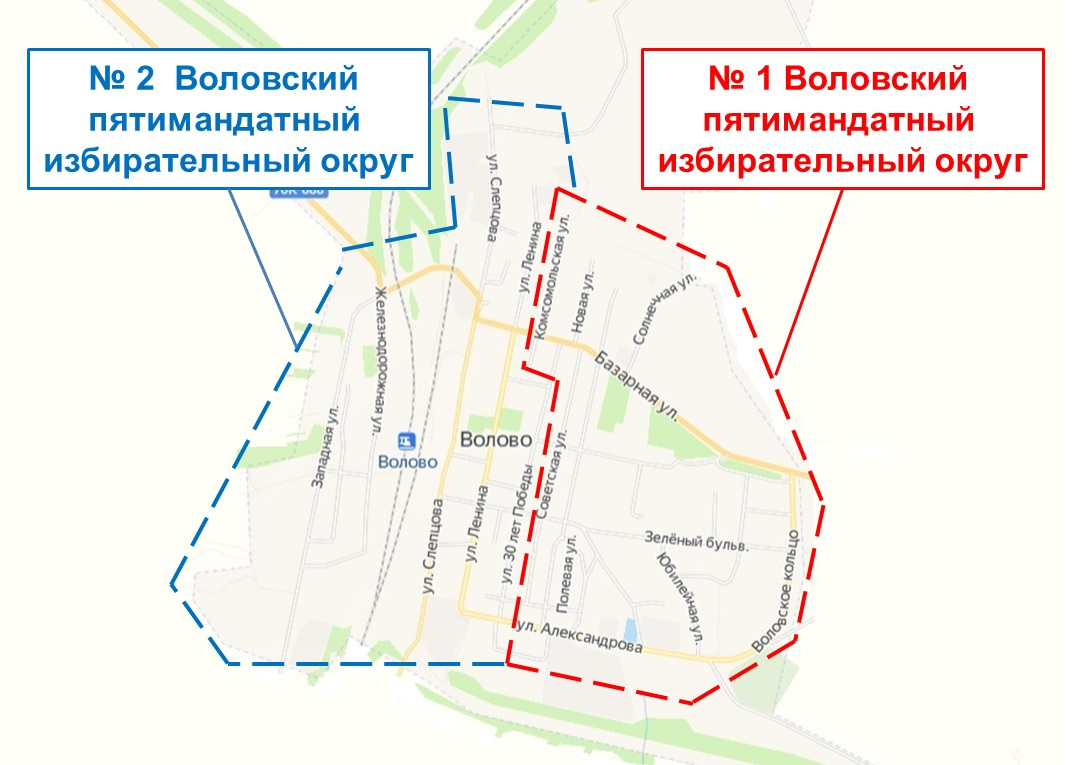 № 2 Воловский
пятимандатный
избирательный округ
№ 1 Воловский
пятимандатный
избирательный округ
ул. Слепцова
ул. Ленина
Комсомольская ул.
Новая ул.
Солнечная ул.
Железнодорожная ул.
Базарная ул.
Западная ул.
Волово
Волово
Советская ул.
ул. 30 лет Победы
ул. Ленина
ул. Слепцова
Зелёный бульв.
Полевая ул.
Юбилейная ул.
Воловское кольцо
ул. Александрова